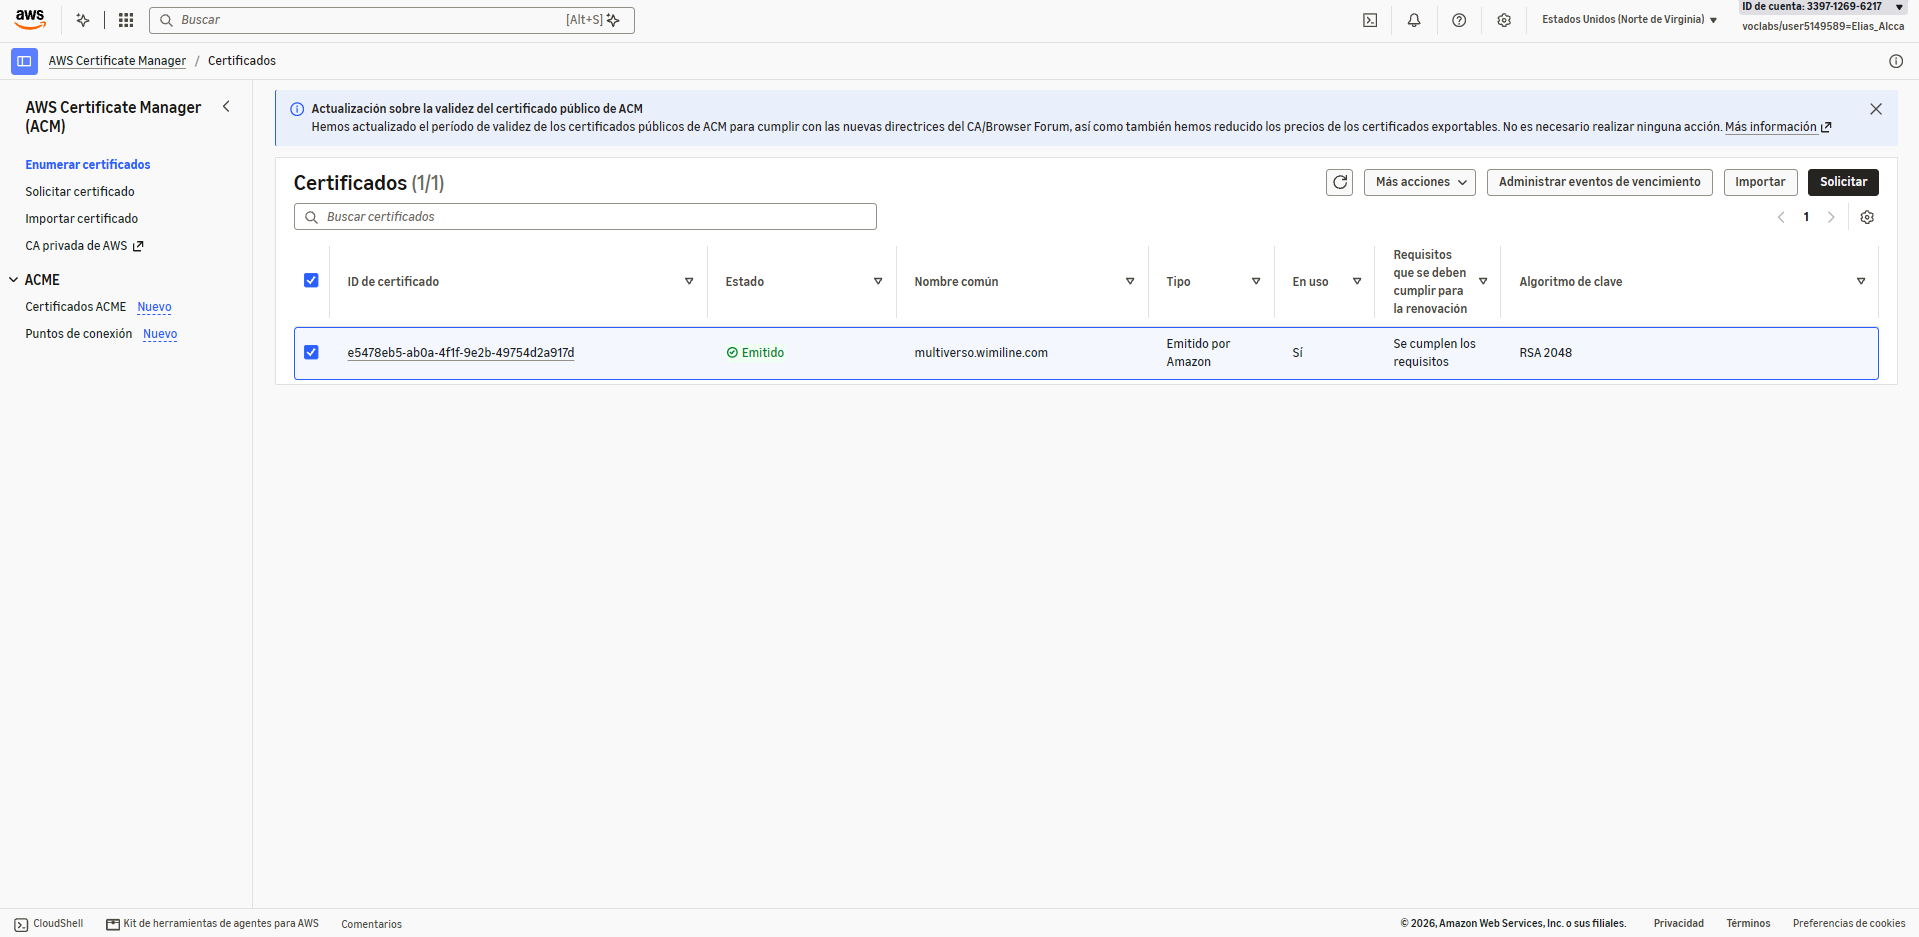 aws
Buscar
[Alt+S]
Estados Unidos (Norte de Virginia)
ID de cuenta: 3397-1269-6217
voclabs/user5149589=Elias_Alcca
AWS Certificate Manager / Certificados
AWS Certificate Manager (ACM)
Enumerar certificados
Solicitar certificado
Importar certificado
CA privada de AWS
ACME
Certificados ACME Nuevo
Puntos de conexión Nuevo
Actualización sobre la validez del certificado público de ACM
Hemos actualizado el período de validez de los certificados públicos de ACM para cumplir con las nuevas directrices del CA/Browser Forum, así como también hemos reducido los precios de los certificados exportables. No es necesario realizar ninguna acción. Más información
Certificados (1/1)
Más acciones
Administrar eventos de vencimiento
Importar
Solicitar
Buscar certificados
1
ID de certificado
Estado
Nombre común
Tipo
En uso
Requisitos
que se deben
cumplir para
la renovación
Algoritmo de clave
e5478eb5-ab0a-4f1f-9e2b-49754d2a917d
Emitido
multiverso.wimiline.com
Emitido por
Amazon
Sí
Se cumplen los
requisitos
RSA 2048
CloudShell
Kit de herramientas de agentes para AWS
Comentarios
© 2026, Amazon Web Services, Inc. o sus filiales.
Privacidad
Términos
Preferencias de cookies